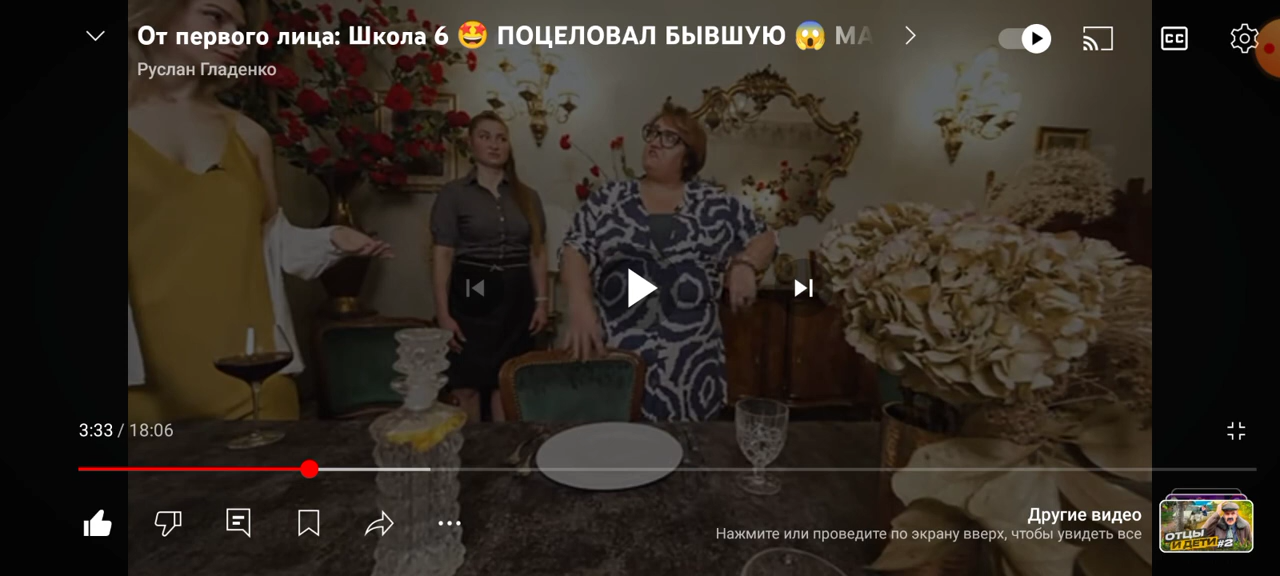 От первого лица: Школа 6 🤩 ПОЦЕЛОВАЛ БЫВШУЮ 😱 МА
Руслан Гладенко
CC
3:33 / 18:06
Другие видео
Нажмите или проведите по экрану вверх, чтобы увидеть все
ОТЦЫ
И ДЕТИ #2